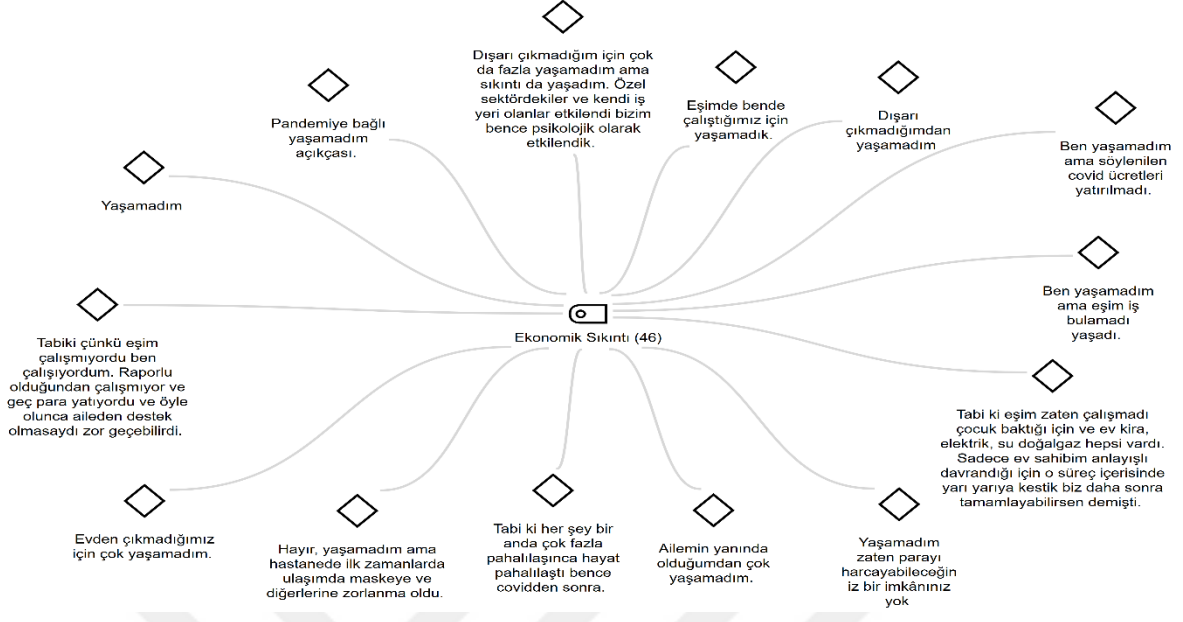 Dışarı çıkmadığım için çok
da fazla yaşamadım ama
sıkıntı da yaşadım. Özel
sektördekiler ve kendi iş
yeri olanlar etkilendi bizim
bence psikolojik olarak
etkilendik.
Pandemiye bağlı
yaşamadım
açıkçası.
Eşimde bende
çalıştığımız için
yaşamadık.
Dışarı
çıkmadığımdan
yaşamadım
Ben yaşamadım
ama söylenilen
covid ücretleri
yatırılmadı.
Yaşamadım
Ben yaşamadım
ama eşim iş
bulamadı
yaşadı.
Ekonomik Sıkıntı (46)
Tabiki çünkü eşim
çalışmıyordu ben
çalışıyordum. Raporlu
olduğundan çalışmıyor ve
geç para yatıyordu ve öyle
olunca aileden destek
olmasaydı zor geçebilirdi.
Tabi ki eşim zaten çalışmadı
çocuk baktığı için ve ev kira,
elektrik, su doğalgaz hepsi vardı.
Sadece ev sahibim anlayışlı
davrandığı için o süreç içerisinde
yarı yarıya kestik biz daha sonra
tamamlayabilirsen demişti.
Evden çıkmadığımız
için çok yaşamadım.
Hayır, yaşamadım ama
hastanede ilk zamanlarda
ulaşımda maskeye ve
diğerlerine zorlanma oldu.
Tabi ki her şey bir
anda çok fazla
pahalılaşınca hayat
pahalılaştı bence
covidden sonra.
Ailemin yanında
olduğumdan çok
yaşamadım.
Yaşamadım
zaten parayı
harcayabileceğin
iz bir imkânınız
yok